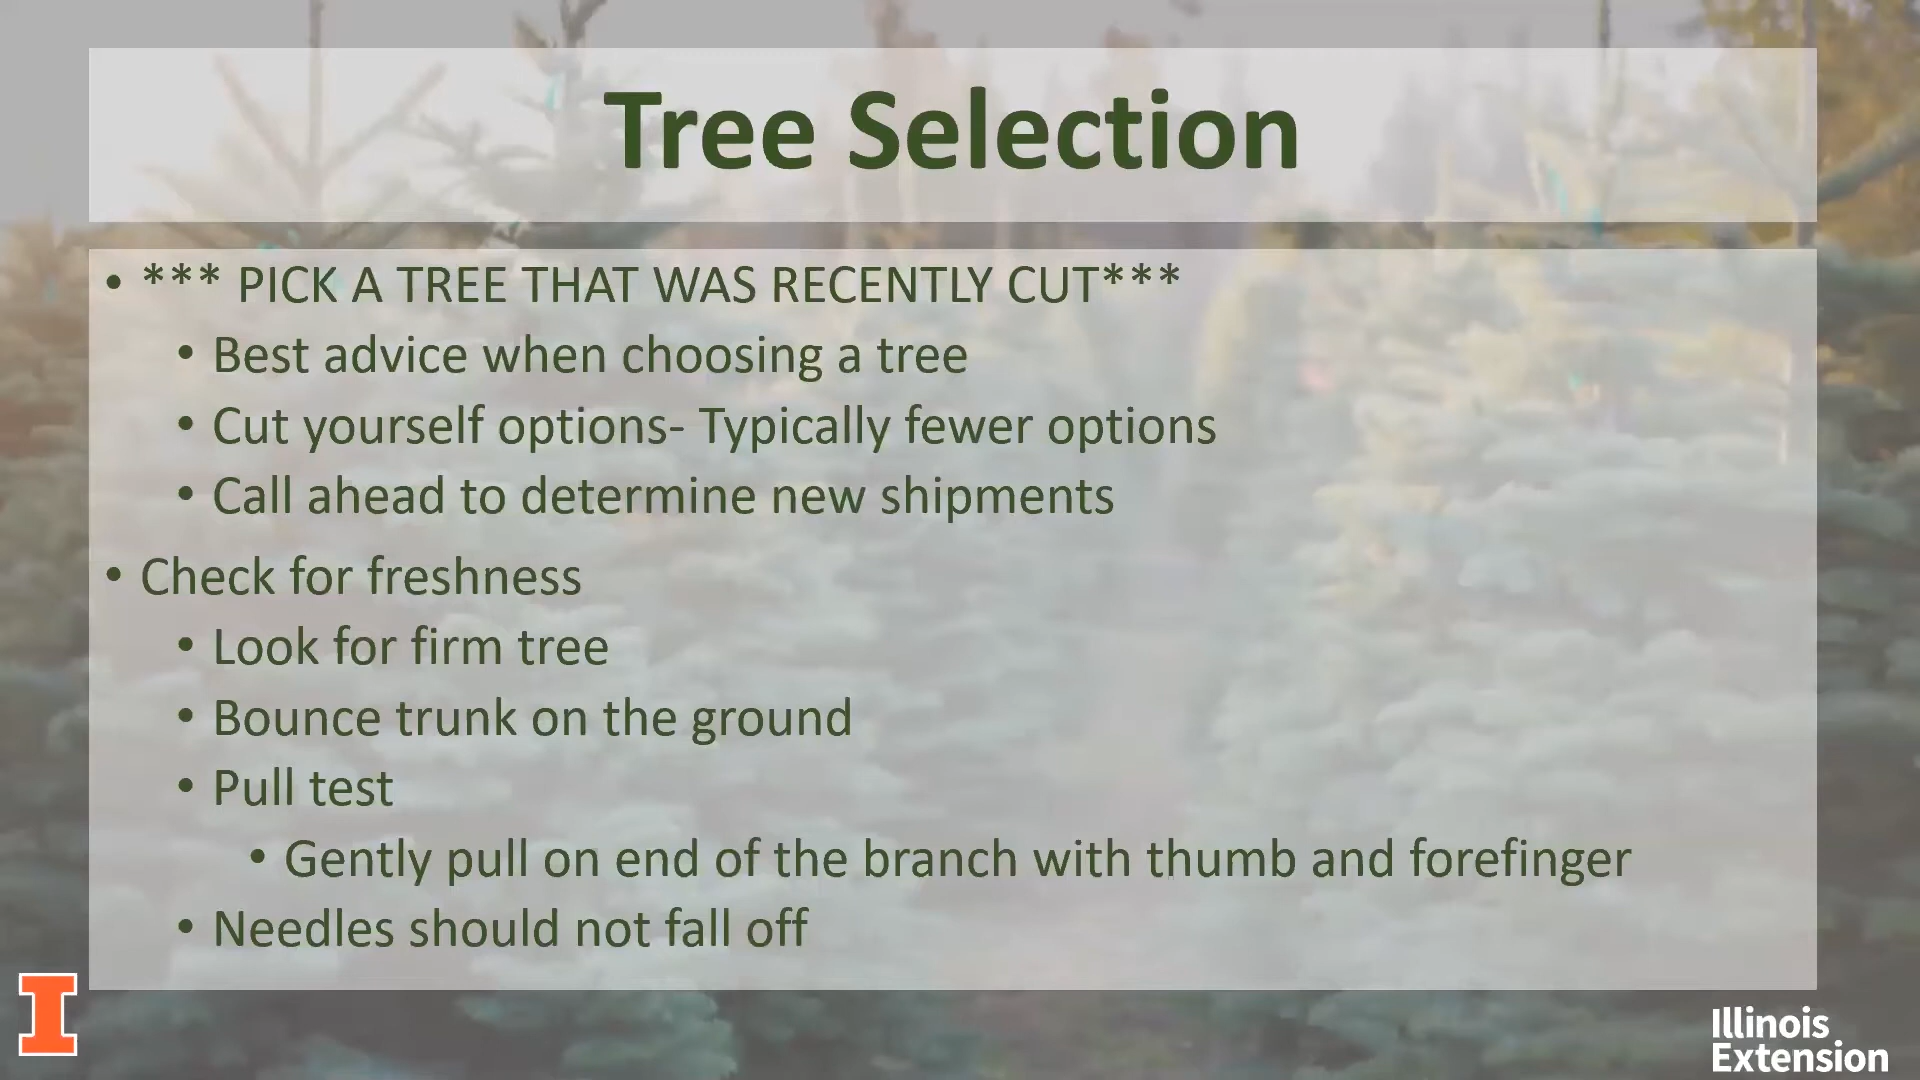 Tree Selection
• *** PICK A TREE THAT WAS RECENTLY CUT***
• Best advice when choosing a tree
• Cut yourself options- Typically fewer options
• Call ahead to determine new shipments
• Check for freshness
• Look for firm tree
• Bounce trunk on the ground
• Pull test
• Gently pull on end of the branch with thumb and forefinger
• Needles should not fall off
I
Illinois
Extension